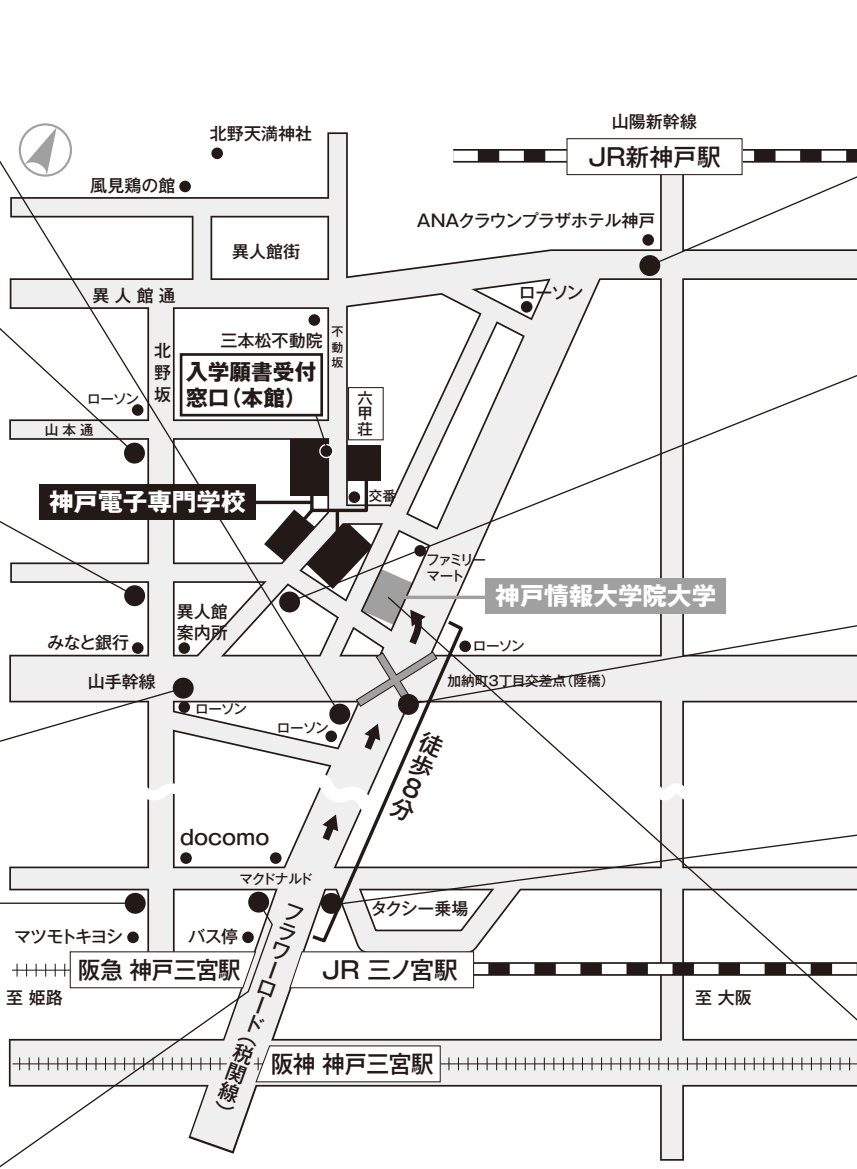 山陽新幹線
北野天満神社
JR新神戸駅
風見鶏の館
ANAクラウンプラザホテル神戸
異人館街
異人館通
ローソン
三本松不動院
不動坂
北野坂
入学願書受付
窓口（本館）
ローソン
六甲荘
山本通
神戸電子専門学校
交番
ファミリー
マート
神戸情報大学院大学
異人館
案内所
みなと銀行
ローソン
山手幹線
加納町3丁目交差点（陸橋）
ローソン
ローソン
徒歩8分
docomo
マクドナルド
フラワーロード（税関線）
タクシー乗場
マツモトキヨシ
バス停
阪急 神戸三宮駅
JR 三ノ宮駅
至 姫路
至 大阪
阪神 神戸三宮駅